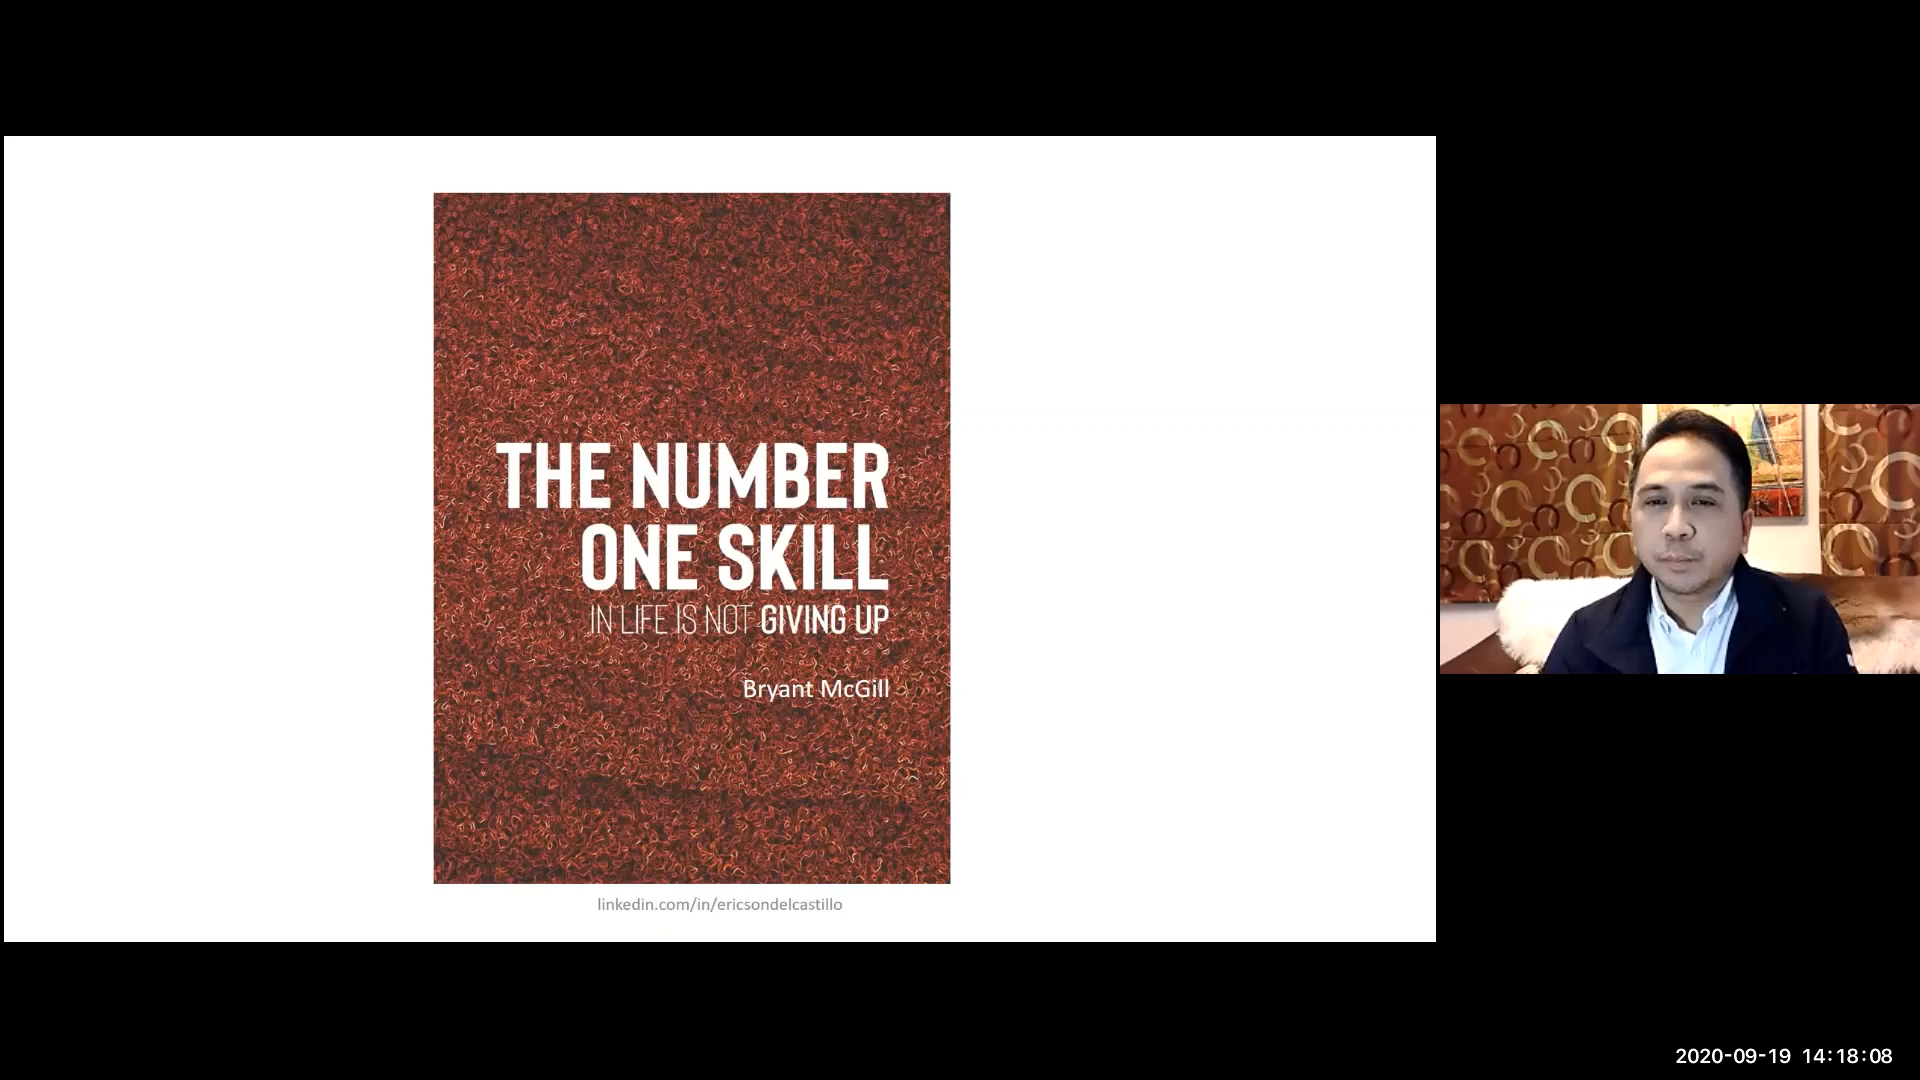 THE NUMBER
ONE SKILL
IN LIFE IS NOT GIVING UP
Bryant McGill
linkedin.com/in/ericsondelcastillo
2020-09-19 14:18:08